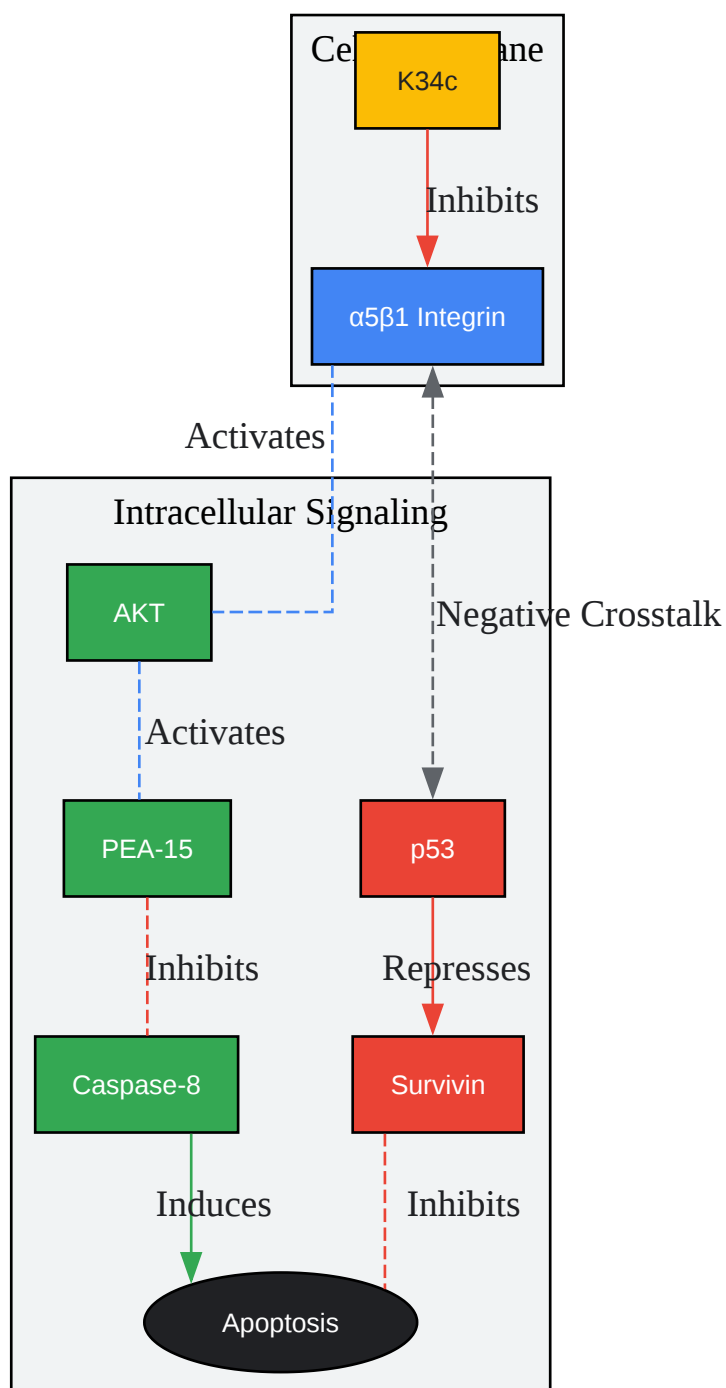 K34c
Inhibits
α5β1 Integrin
Activates
Intracellular Signaling
AKT
Negative Crosstalk
Activates
PEA-15
p53
Inhibits
Represses
Caspase-8
Survivin
Induces
Inhibits
Apoptosis